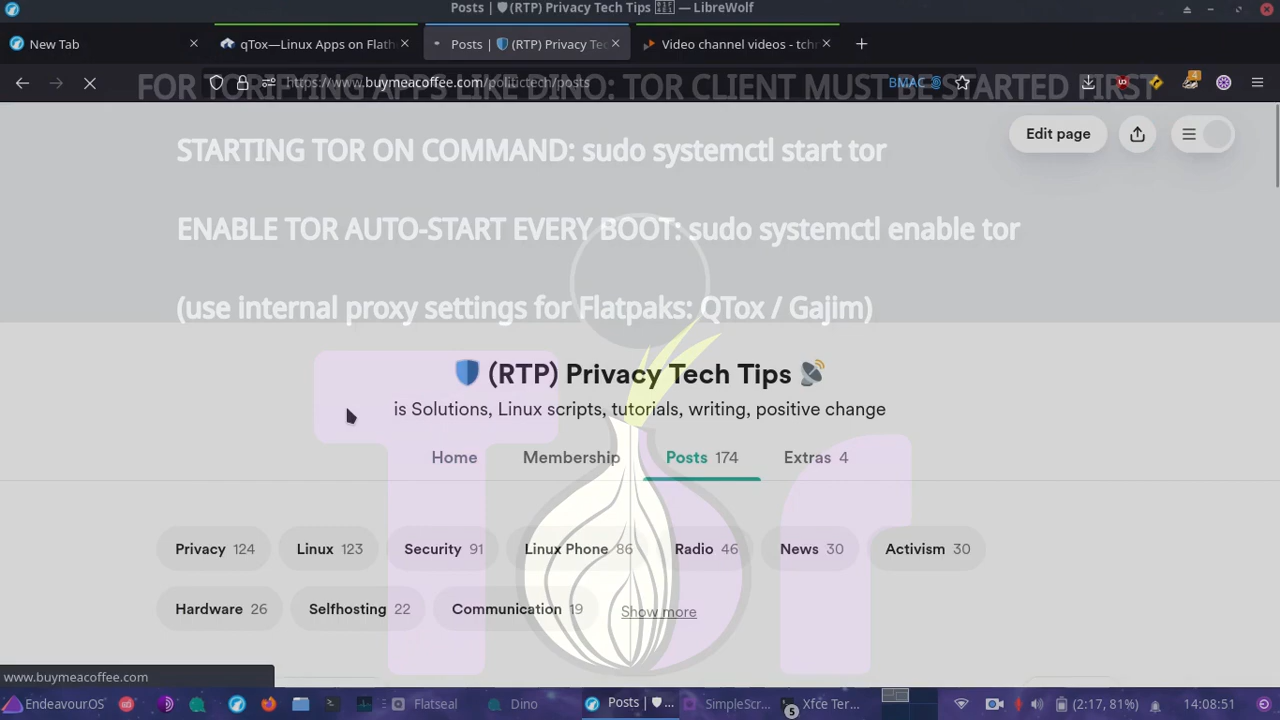 Posts | (RTP) Privacy Tech Tips — LibreWolf
New Tab
qTox—Linux Apps on Flath
Posts | (RTP) Privacy Tec
Video channel videos - tchn
https://www.buymeacoffee.com/politictech/posts
BMAC
4
FOR TORIFYING APPS LIKE DINO: TOR CLIENT MUST BE STARTED FIRST
STARTING TOR ON COMMAND: sudo systemctl start tor
Edit page
ENABLE TOR AUTO-START EVERY BOOT: sudo systemctl enable tor
(use internal proxy settings for Flatpaks: QTox / Gajim)
(RTP) Privacy Tech Tips
is Solutions, Linux scripts, tutorials, writing, positive change
Home Membership Posts 174 Extras 4
Privacy 124 Linux 123 Security 91 Linux Phone 86 Radio 46 News 30 Activism 30
Hardware 26 Selfhosting 22 Communication 19 Show more
Tor
www.buymeacoffee.com
EndeavourOS Flatseal Dino Posts | ... SimpleScr... 5 Xfce Ter... (2:17, 81%) 14:08:51